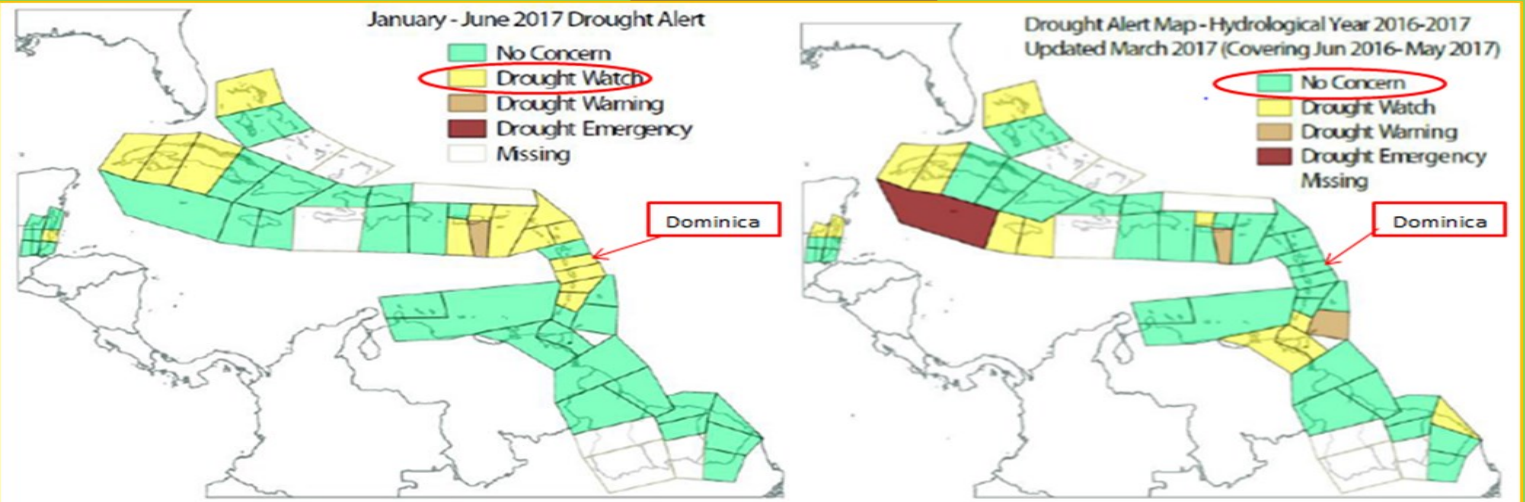 January - June 2017 Drought Alert
No Concern
Drought Watch
Drought Warning
Drought Emergency
Missing
Dominica
Drought Alert Map - Hydrological Year 2016-2017
Updated March 2017 (Covering Jun 2016- May 2017)
No Concern
Drought Watch
Drought Warning
Drought Emergency
Missing
Dominica